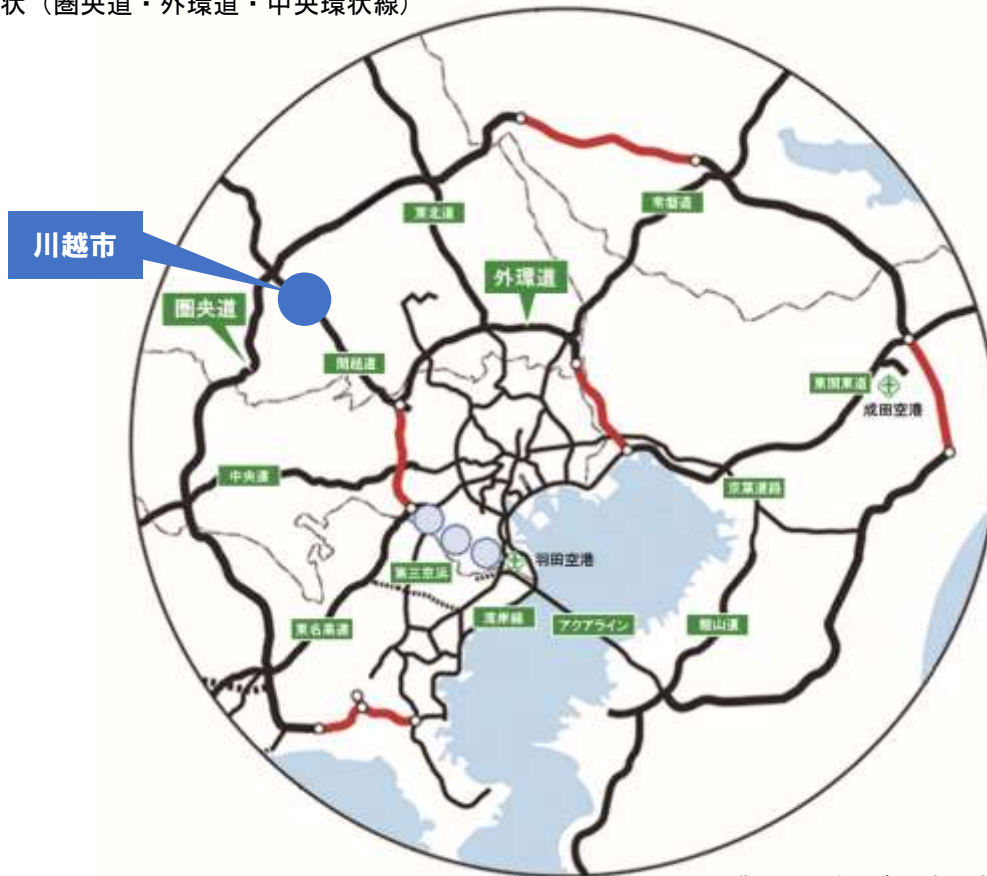 状（圏央道・外環道・中央環状線）
東北道
常磐道
川越市
外環道
圏央道
関越道
東関東道
成田空港
中央道
京葉道路
羽田空港
第三京浜
東名高速
湾岸線
アクアライン
館山道